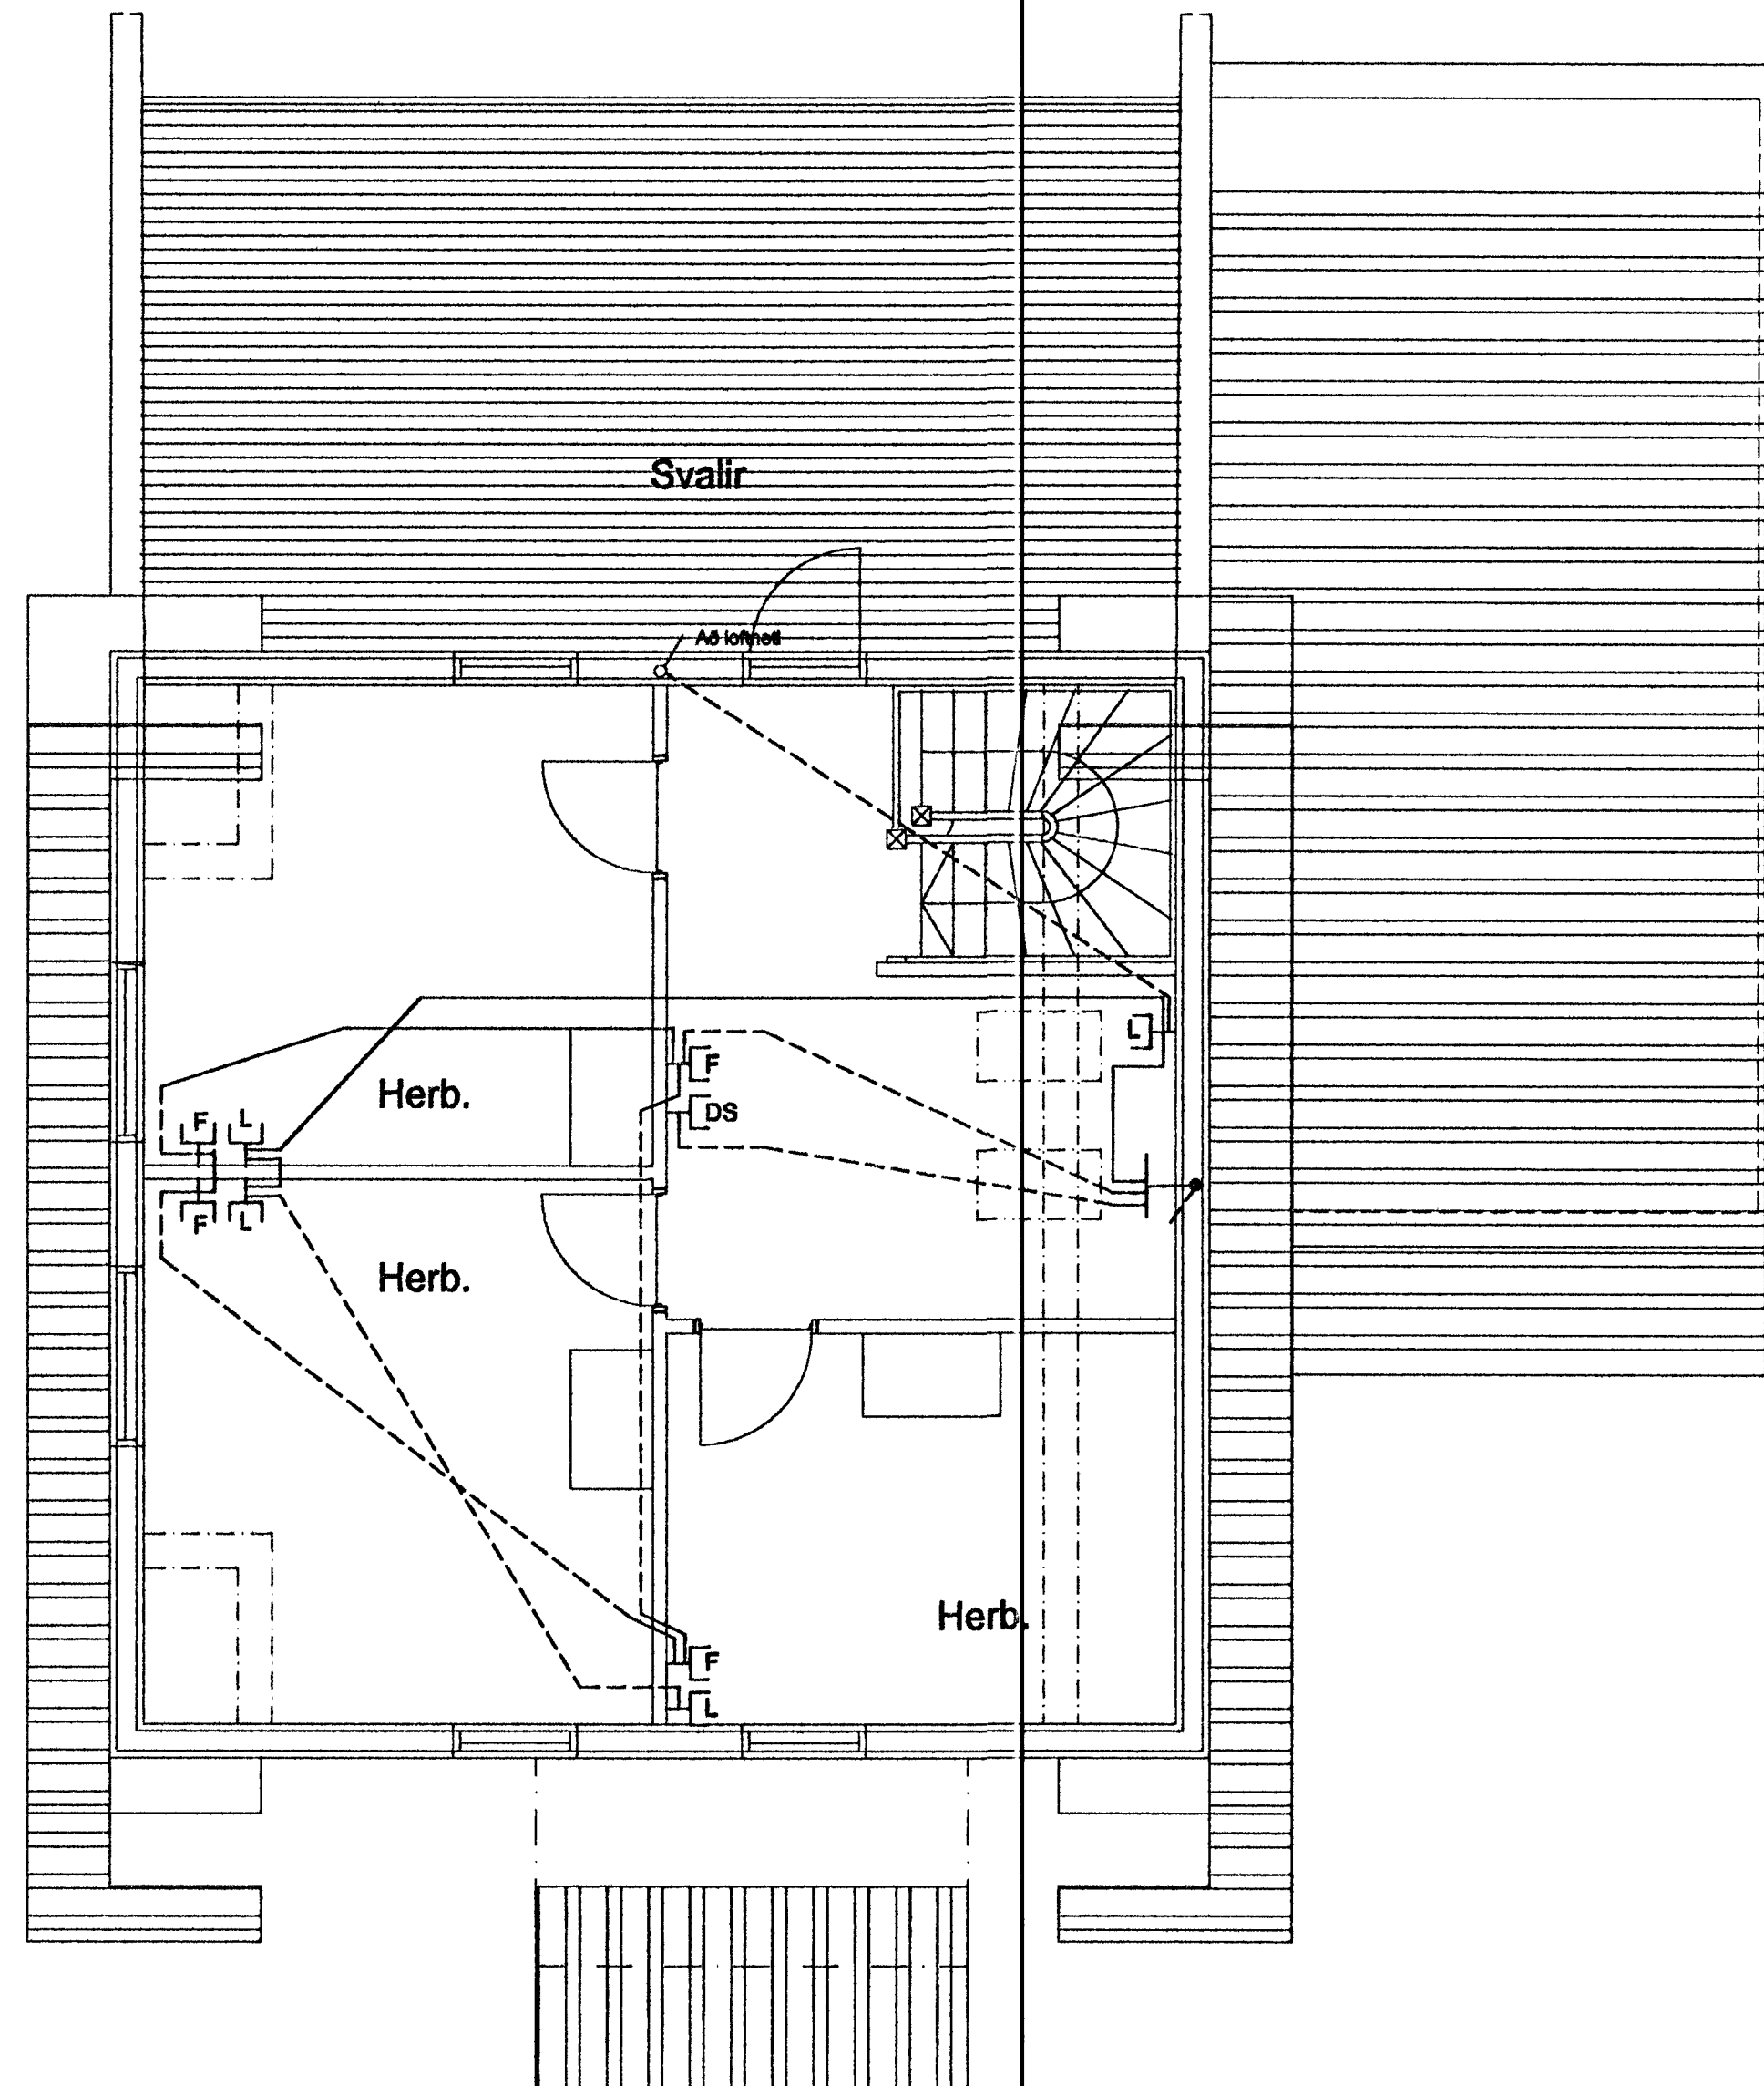 Svalir
Að loftneti
L
F
Herb.
DS
F L
F L
Herb.
Herb.
F
L